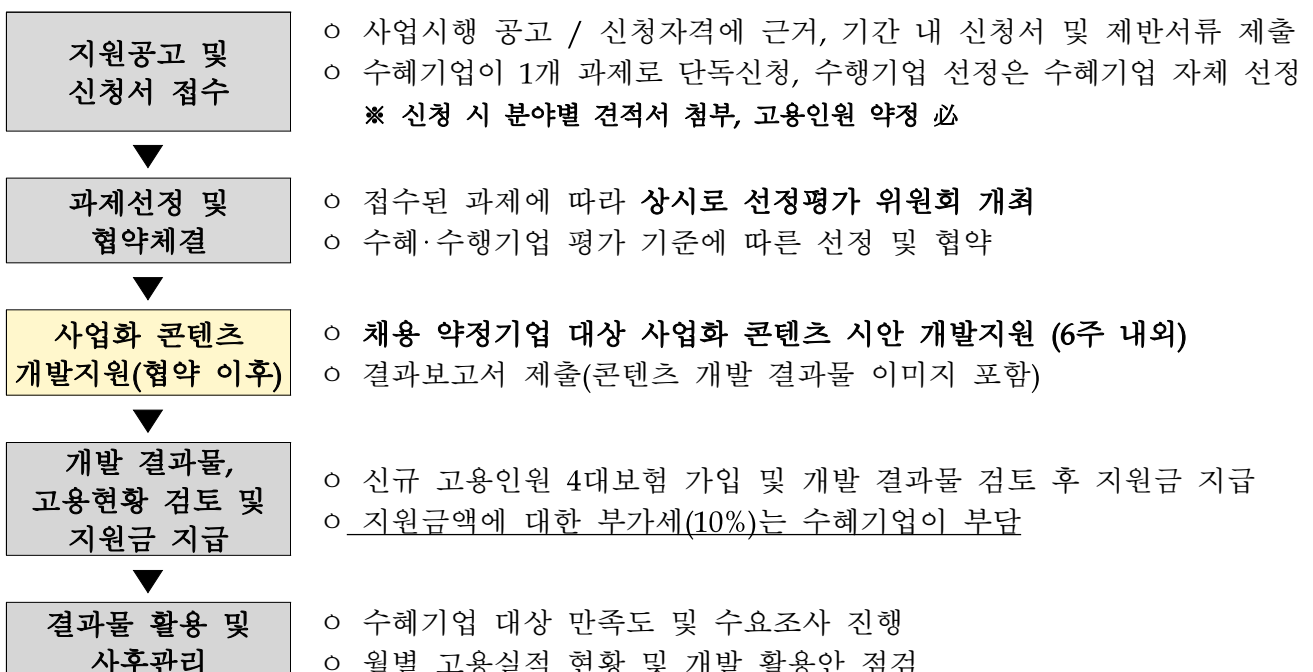 지원공고 및
신청서 접수
ㅇ 사업시행 공고 / 신청자격에 근거, 기간 내 신청서 및 제반서류 제출
ㅇ 수혜기업이 1개 과제로 단독신청, 수행기업 선정은 수혜기업 자체 선정
※ 신청 시 분야별 견적서 첨부, 고용인원 약정 必
▼
과제선정 및
협약체결
ㅇ 접수된 과제에 따라 상시로 선정평가 위원회 개최
ㅇ 수혜·수행기업 평가 기준에 따른 선정 및 협약
▼
사업화 콘텐츠
개발지원(협약 이후)
ㅇ 채용 약정기업 대상 사업화 콘텐츠 시안 개발지원 (6주 내외)
ㅇ 결과보고서 제출(콘텐츠 개발 결과물 이미지 포함)
▼
개발 결과물,
고용현황 검토 및
지원금 지급
ㅇ 신규 고용인원 4대보험 가입 및 개발 결과물 검토 후 지원금 지급
ㅇ 지원금액에 대한 부가세(10%)는 수혜기업이 부담
▼
결과물 활용 및
사후관리
ㅇ 수혜기업 대상 만족도 및 수요조사 진행
ㅇ 월별 고용실적 현황 및 개발 활용안 점검